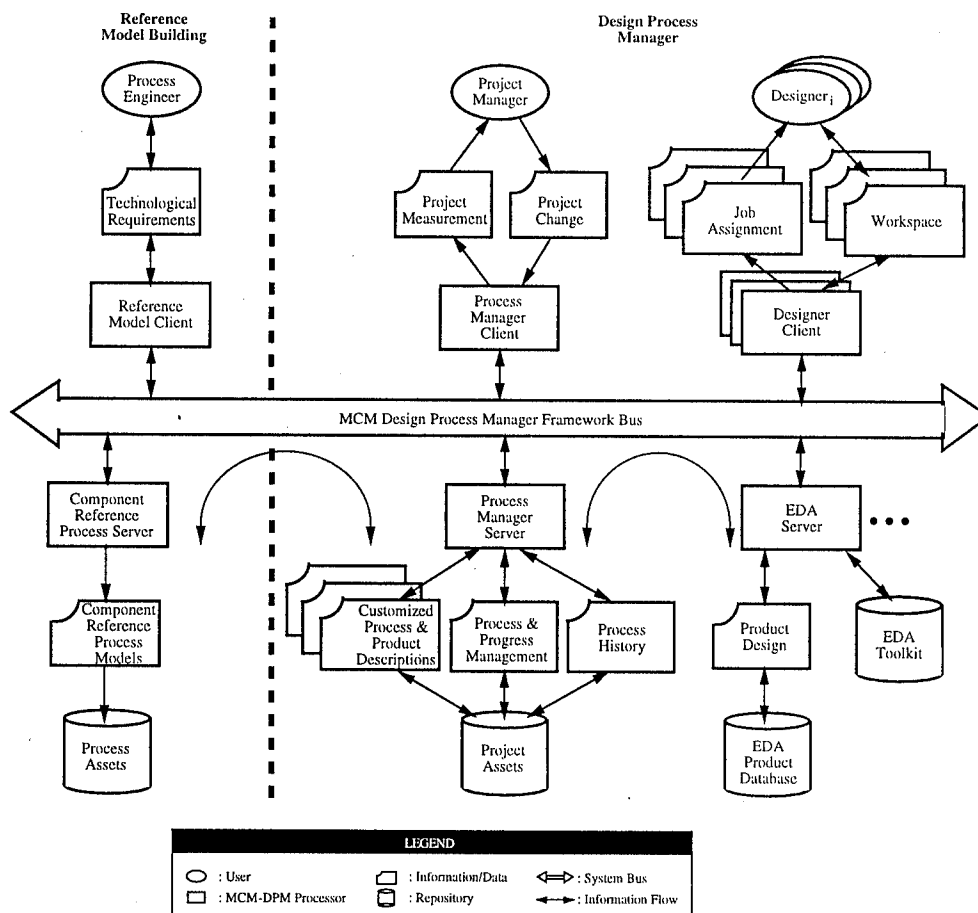 Reference
Model Building
Design Process
Manager
Process
Engineer
Project
Manager
Designer i
Technological
Requirements
Project
Measurement
Project
Change
Job
Assignment
Workspace
Reference
Model Client
Process
Manager
Client
Designer
Client
MCM Design Process Manager Framework Bus
Component
Reference
Process Server
Process
Manager
Server
EDA
Server
Component
Reference
Process
Models
Customized
Process &
Product
Descriptions
Process &
Progress
Management
Process
History
Product
Design
EDA
Toolkit
Process
Assets
Project
Assets
EDA
Product
Database
LEGEND
: User
: Information/Data
: System Bus
: MCM-DPM Processor
: Repository
: Information Flow